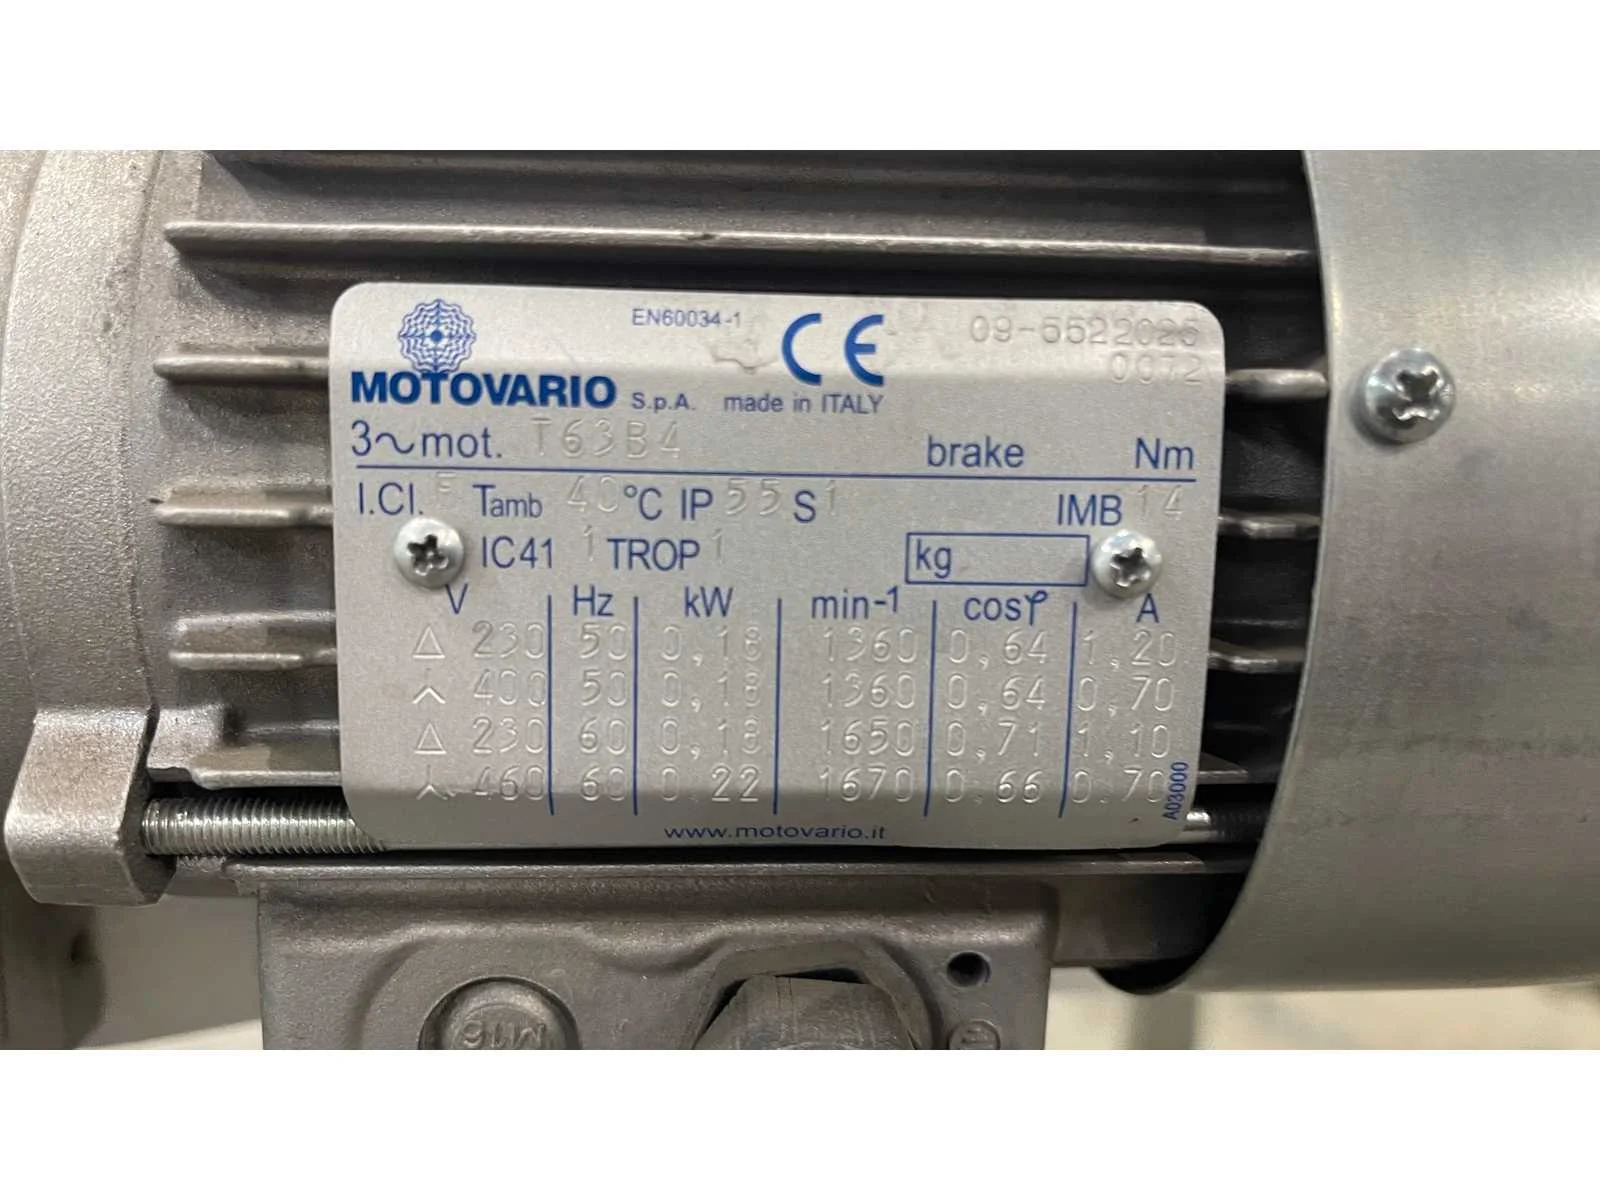 EN60034-1 CE 09-5522026
0072
MOTOVARIO S.p.A. made in ITALY
3~mot. T63B4 brake Nm
I.Cl. F Tamb 40 °C IP 55 S1 IMB 14
IC41 1 TROP 1 kg
V Hz kW min-1 cosφ A
△ 230 50 0,18 1360 0,64 1,20
⅄ 400 50 0,18 1360 0,64 0,70
△ 230 60 0,18 1650 0,71 1,10
⅄ 460 60 0,22 1670 0,66 0,70
A03000
www.motovario.it
M16